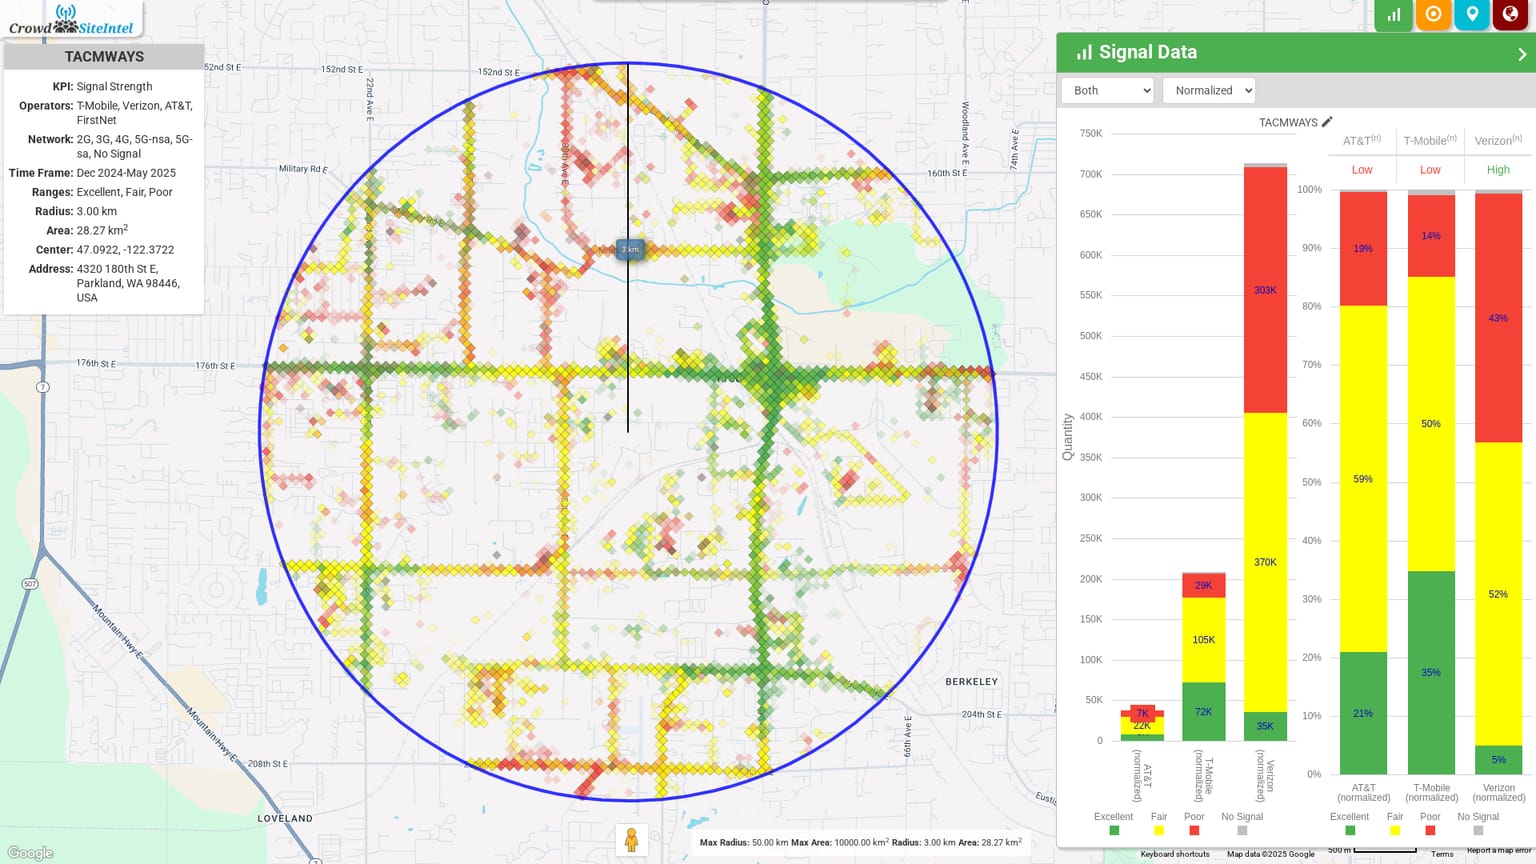 CrowdSiteIntel
TACMWAYS
KPI: Signal Strength
Operators: T-Mobile, Verizon, AT&T,
FirstNet
Network: 2G, 3G, 4G, 5G-nsa, 5G-
sa, No Signal
Time Frame: Dec 2024-May 2025
Ranges: Excellent, Fair, Poor
Radius: 3.00 km
Area: 28.27 km2
Center: 47.0922, -122.3722
Address: 4320 180th St E,
Parkland, WA 98446,
USA
52nd St E
152nd St E
152nd St E
22nd Ave E
Woodland Ave E
74th Ave E
Military Rd E
160th St E
3 km
176th St E
176th St E
7
507
Mountain Hwy E
Mountain Hwy E
BERKELEY
204th St E
66th Ave E
208th St E
LOVELAND
7
Google
Max Radius: 50.00 km Max Area: 10000.00 km2 Radius: 3.00 km Area: 28.27 km2
Signal Data
Both
Normalized
TACMWAYS
Quantity
750K
700K
650K
600K
550K
500K
450K
400K
350K
300K
250K
200K
150K
100K
50K
0
7K
22K
29K
105K
72K
303K
370K
35K
AT&T
(normalized)
T-Mobile
(normalized)
Verizon
(normalized)
Excellent Fair Poor No Signal
AT&T(n) T-Mobile(n) Verizon(n)
Low Low High
100%
90%
80%
70%
60%
50%
40%
30%
20%
10%
0%
19%
59%
21%
14%
50%
35%
43%
52%
5%
AT&T
(normalized)
T-Mobile
(normalized)
Verizon
(normalized)
Excellent Fair Poor No Signal
Keyboard shortcuts Map data ©2025 Google 500 m Terms Report a map error